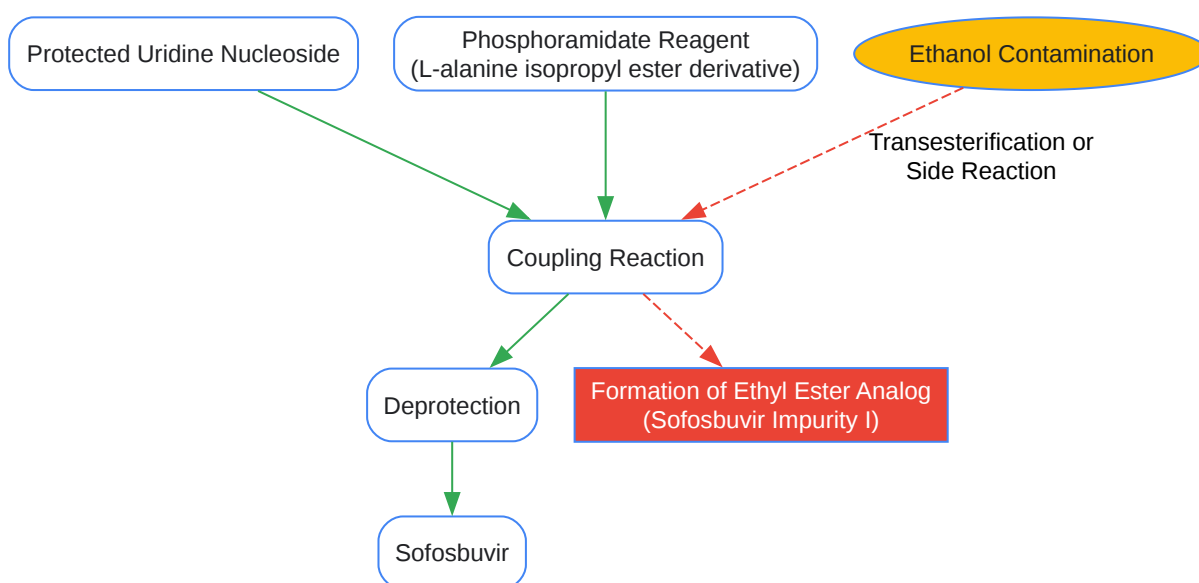 Protected Uridine Nucleoside
Phosphoramidate Reagent
(L-alanine isopropyl ester derivative)
Ethanol Contamination
Transesterification or
Side Reaction
Coupling Reaction
Deprotection
Formation of Ethyl Ester Analog
(Sofosbuvir Impurity I)
Sofosbuvir